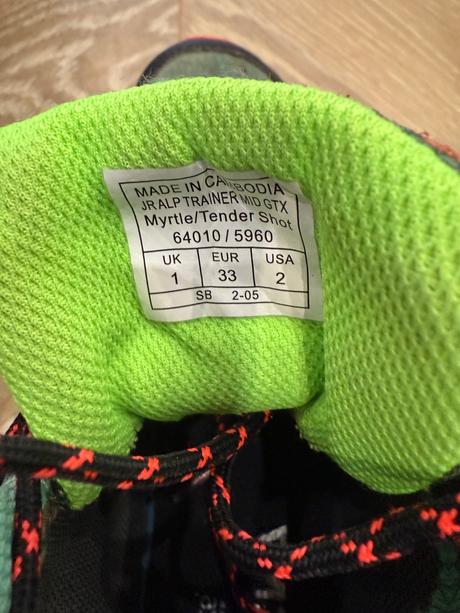 MADE IN CAMBODIA
JR ALP TRAINER MID GTX
Myrtle/Tender Shot
64010 / 5960
UK EUR USA
1 33 2
SB 2-05